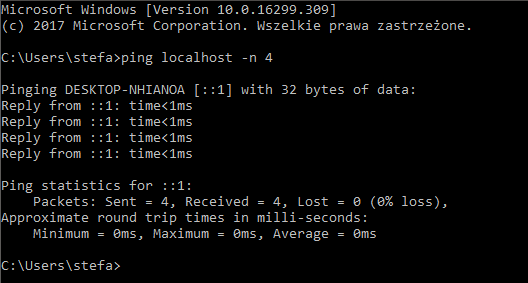 Microsoft Windows [Version 10.0.16299.309]
(c) 2017 Microsoft Corporation. Wszelkie prawa zastrzeżone.
C:\Users\stefa>ping localhost -n 4
Pinging DESKTOP-NHIANOA [::1] with 32 bytes of data:
Reply from ::1: time<1ms
Reply from ::1: time<1ms
Reply from ::1: time<1ms
Reply from ::1: time<1ms
Ping statistics for ::1:
    Packets: Sent = 4, Received = 4, Lost = 0 (0% loss),
Approximate round trip times in milli-seconds:
    Minimum = 0ms, Maximum = 0ms, Average = 0ms
C:\Users\stefa>